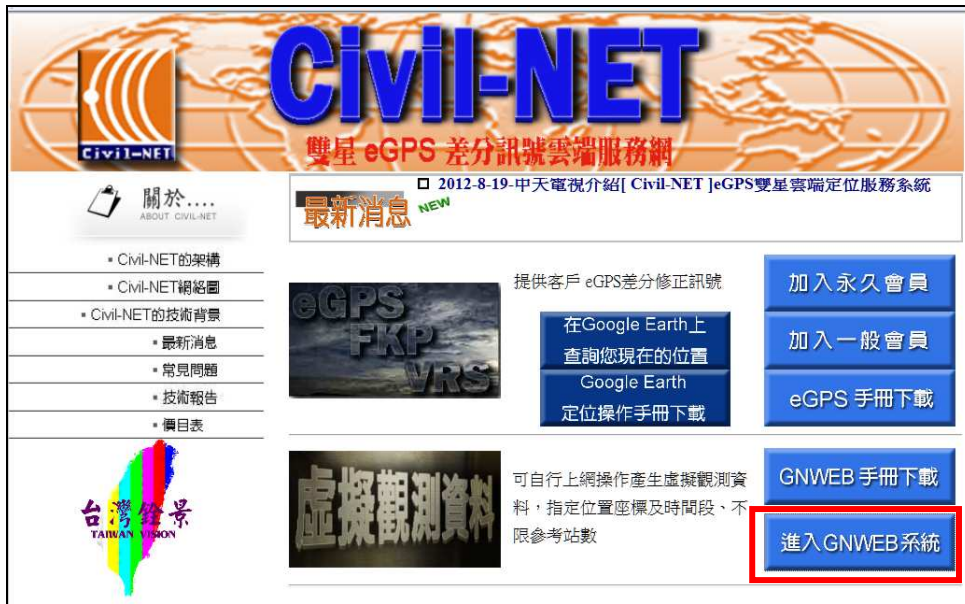 Civil-NET
Civil-NET
雙星 eGPS 差分訊號雲端服務網
關於....
ABOUT CIVIL-NET
▪ Civil-NET的架構
▪ Civil-NET網絡圖
▪ Civil-NET的技術背景
▪ 最新消息
▪ 常見問題
▪ 技術報告
▪ 價目表
台灣詮景
TAIWAN VISION
最新消息 NEW
□ 2012-8-19-中天電視介紹[ Civil-NET ]eGPS雙星雲端定位服務系統
eGPS
FKP
VRS
提供客戶 eGPS差分修正訊號
在Google Earth上
查詢您現在的位置
Google Earth
定位操作手冊下載
加入永久會員
加入一般會員
eGPS 手冊下載
虛擬觀測資料
可自行上網操作產生虛擬觀測資
料，指定位置座標及時間段、不
限參考站數
GNWEB 手冊下載
進入GNWEB系統